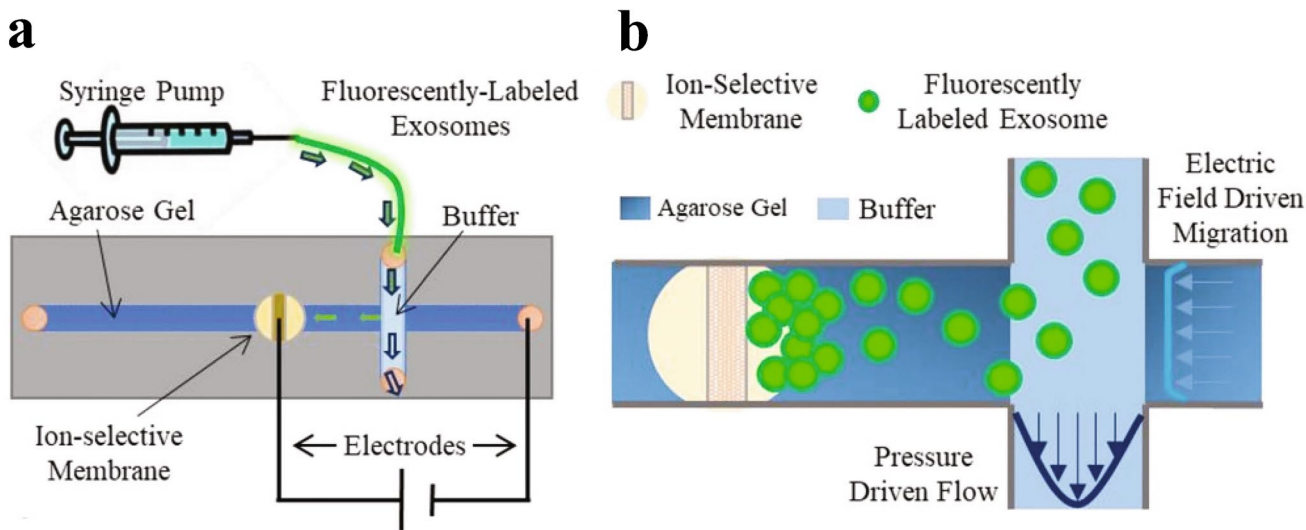 a
Syringe Pump
Fluorescently-Labeled
Exosomes
Agarose Gel
Buffer
Ion-selective
Membrane
Electrodes
b
Ion-Selective
Membrane
Fluorescently
Labeled Exosome
Agarose Gel
Buffer
Electric
Field Driven
Migration
Pressure
Driven Flow